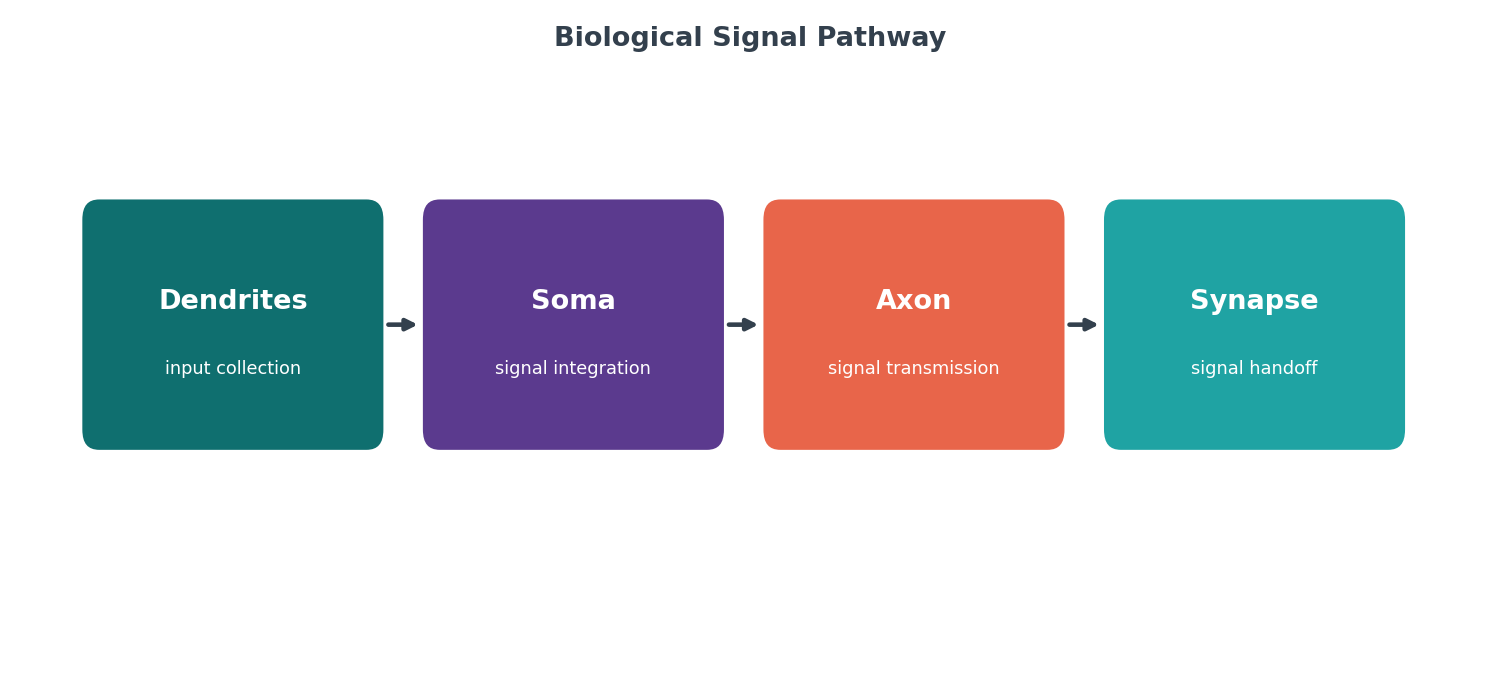 Biological Signal Pathway
Dendrites
input collection
Soma
signal integration
Axon
signal transmission
Synapse
signal handoff